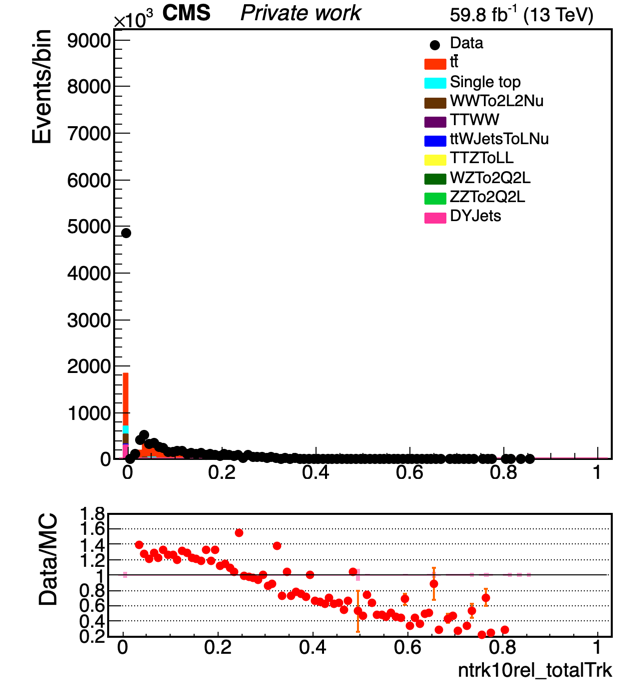 ×10³ CMS Private work 59.8 fb⁻¹ (13 TeV)
Events/bin
9000
8000
7000
6000
5000
4000
3000
2000
1000
0
Data
tt̄
Single top
WWTo2L2Nu
TTWW
ttWJetsToLNu
TTZToLL
WZTo2Q2L
ZZTo2Q2L
DYJets
0 0.2 0.4 0.6 0.8 1
Data/MC
1.8
1.6
1.4
1.2
1
0.8
0.6
0.4
0.2
0 0.2 0.4 0.6 0.8 1
ntrk10rel_totalTrk